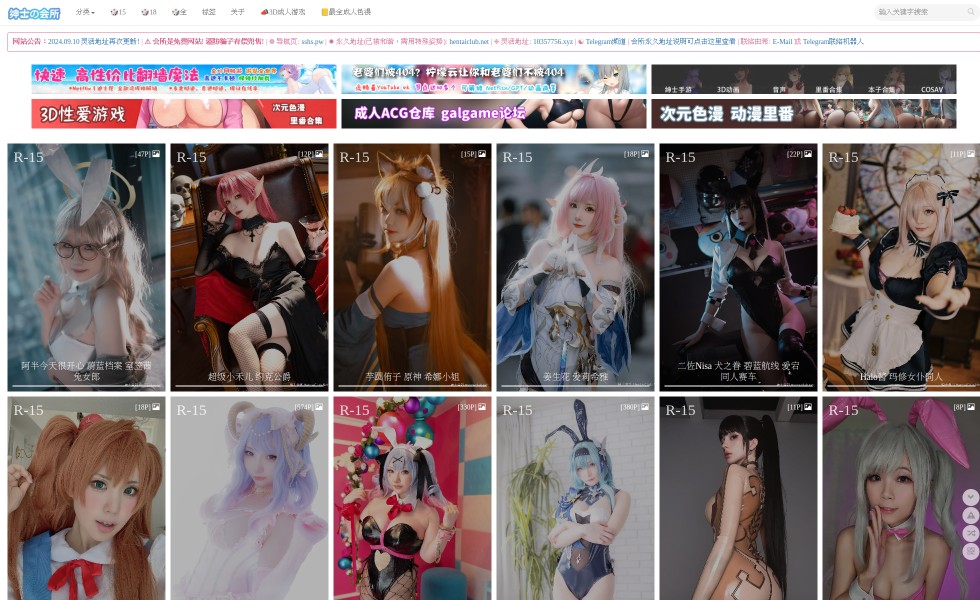 绅士の会所
分类 15 18 全 标签 关于 3D成人游戏 最全成人色漫 输入关键字搜索
网站公告：2024.09.10 灵活地址再次更新! | 会所是免费网站! 谨防骗子有偿兜售! | 导航页: sshs.pw | 永久地址(已被和谐，需用特殊姿势): hentaiclub.net | 灵活地址: 10357756.xyz | Telegram频道 | 会所永久地址说明可点击这里查看 | 联络由希: E-Mail 或 Telegram联络机器人
快速 高性价比翻墙魔法
老婆们被404? 柠檬云让你和老婆们不被404
绅士手游 3D动画 音声 里番合集 本子合集 COSAV
3D性爱游戏 次元色漫 里番合集
成人ACG仓库 galgame论坛
次元色漫 动漫里番
R-15 [47P]
阿半今天很开心 蔚蓝档案 室笠茜 兔女郎
R-15 [12P]
超级小禾儿 约克公爵
R-15 [15P]
芋圆侑子 原神 希娜小姐
R-15 [18P]
姜生花 爱莉希雅
R-15 [22P]
二佐Nisa 犬之眷 碧蓝航线 爱宕
同人赛车
R-15 [11P]
Halo酱 玛修女仆同人
R-15 [18P]
R-15 [574P]
R-15 [330P]
R-15 [380P]
R-15 [11P]
R-15 [8P]